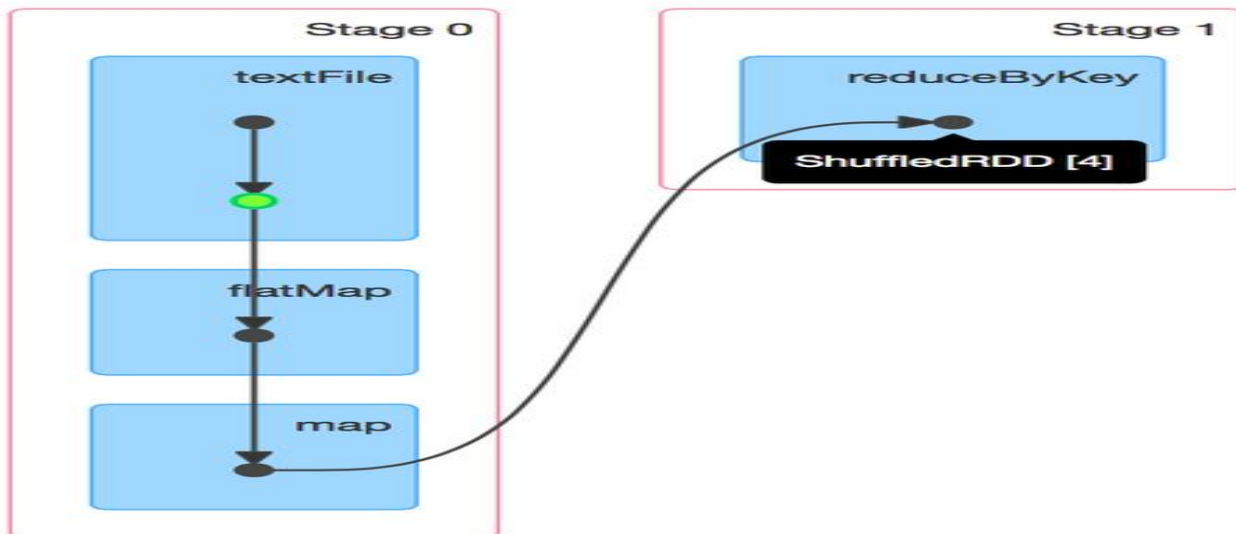 Stage 0
textFile
flatMap
map
Stage 1
reduceByKey
ShuffledRDD [4]